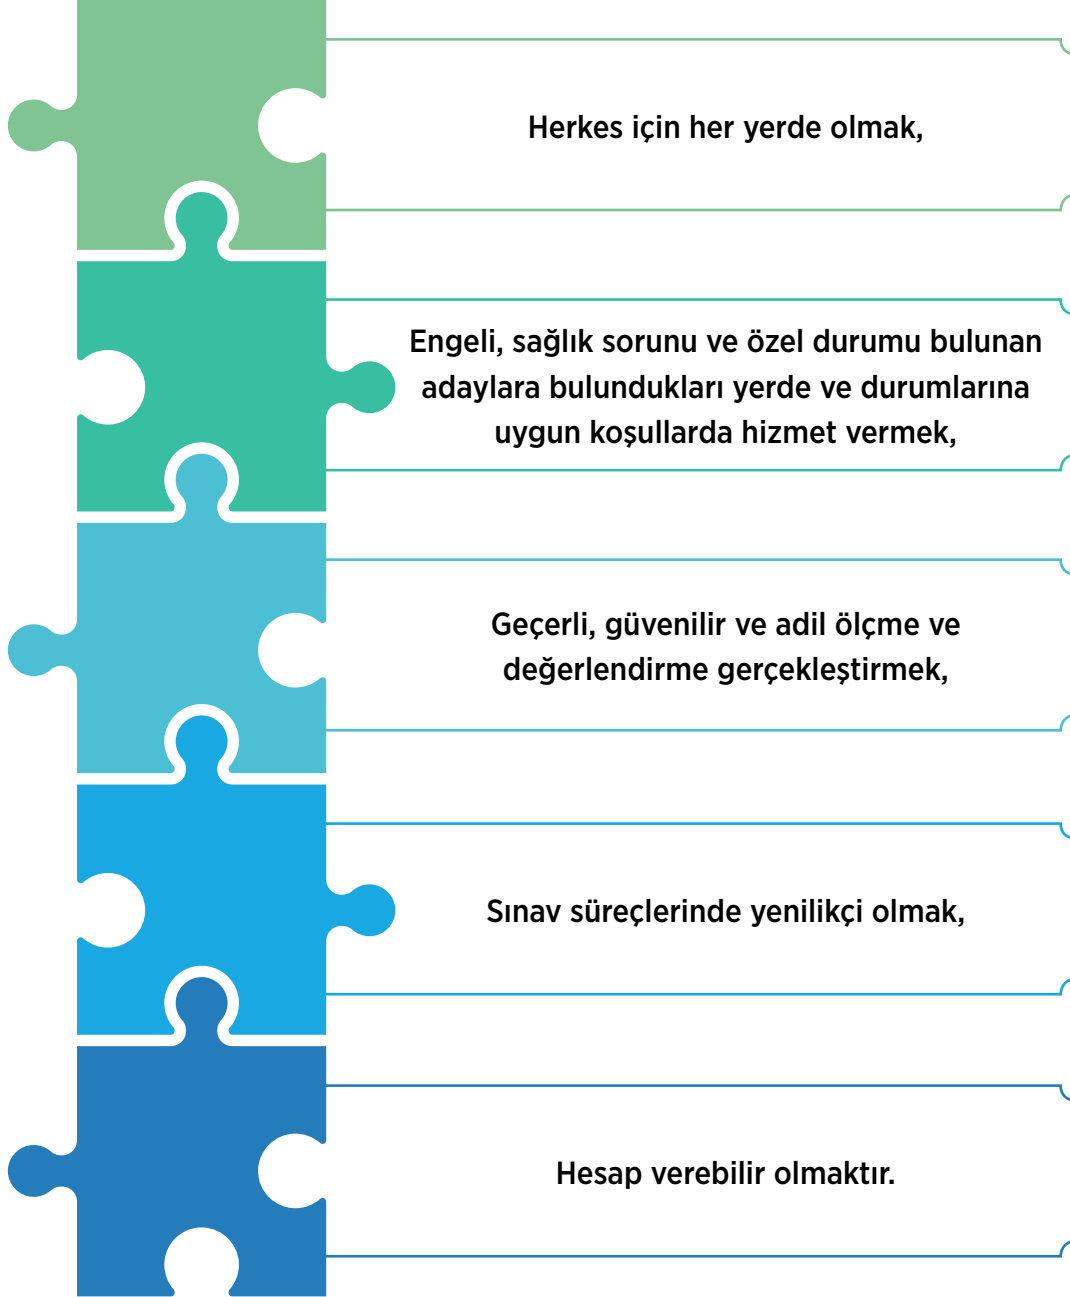 Herkes için her yerde olmak,
Engeli, sağlık sorunu ve özel durumu bulunan
adaylara bulundukları yerde ve durumlarına
uygun koşullarda hizmet vermek,
Geçerli, güvenilir ve adil ölçme ve
değerlendirme gerçekleştirmek,
Sınav süreçlerinde yenilikçi olmak,
Hesap verebilir olmaktır.